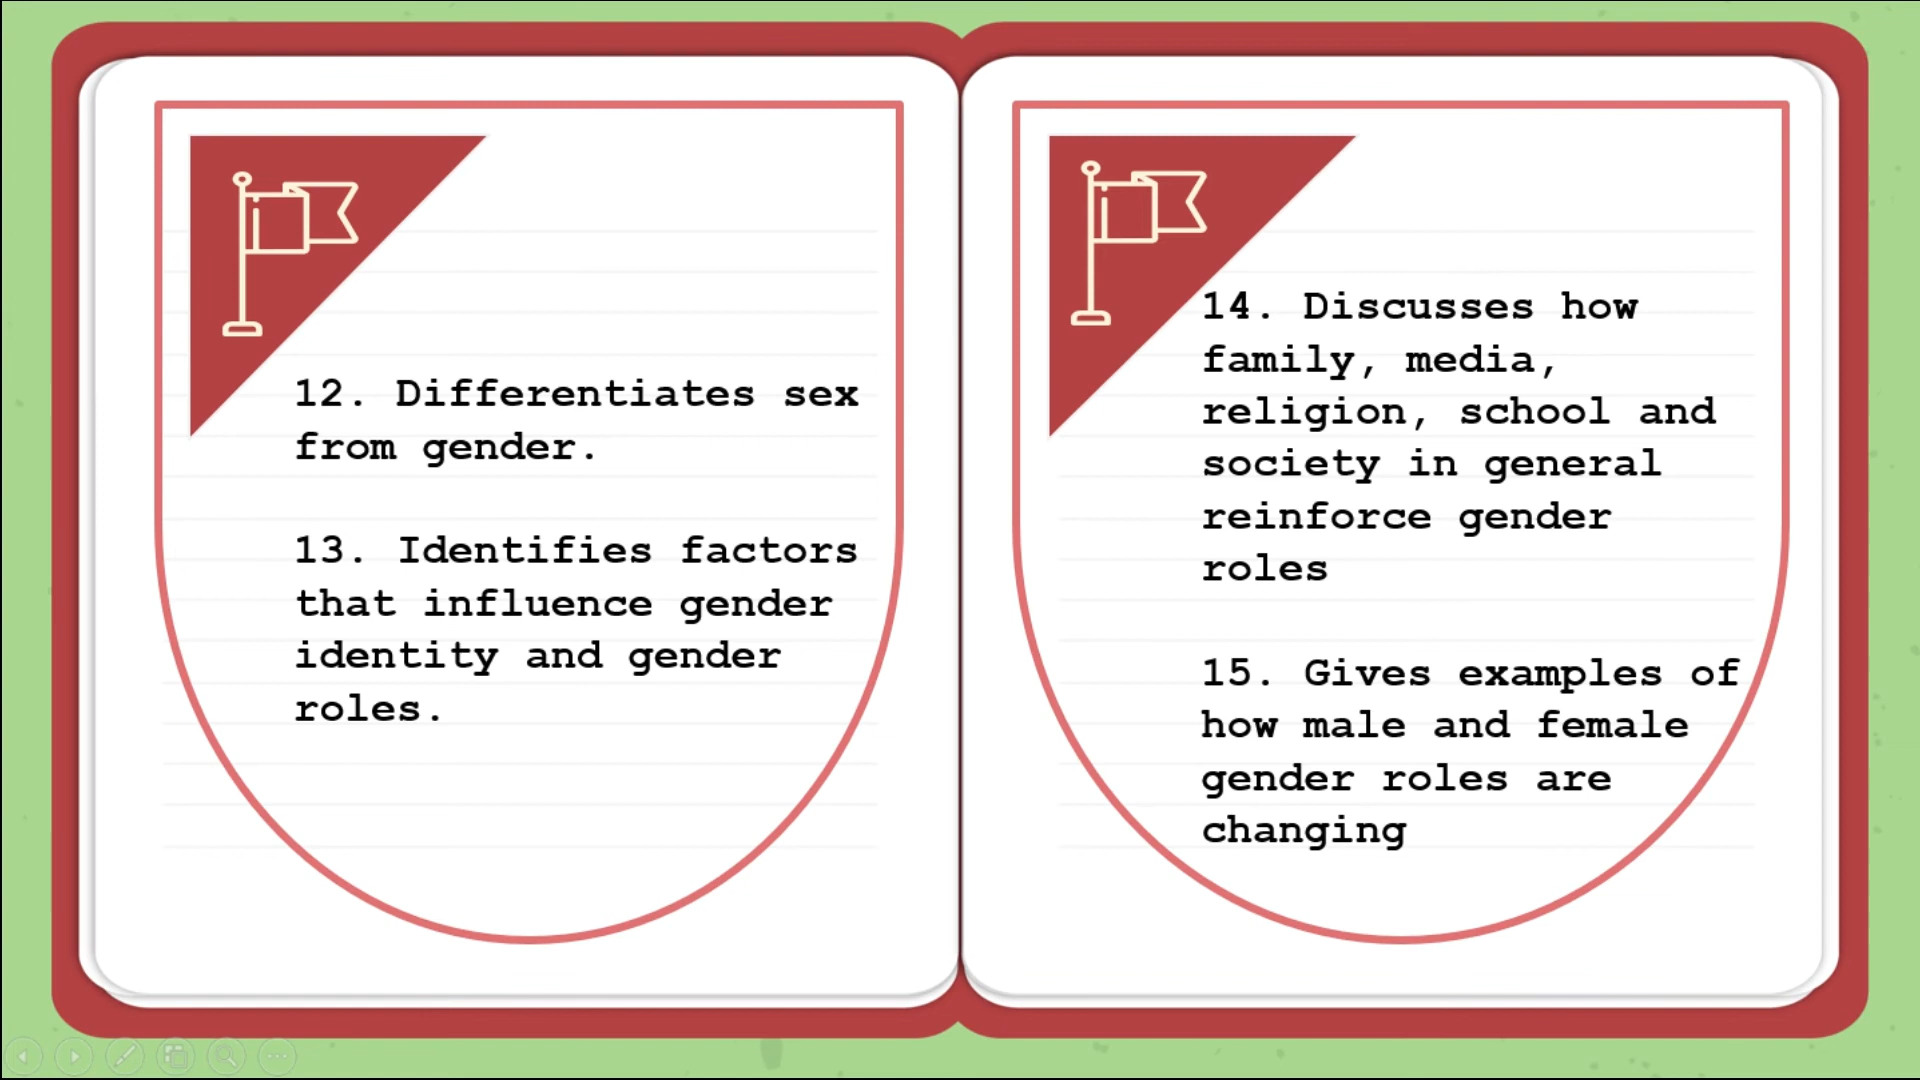 12. Differentiates sex
from gender.
13. Identifies factors
that influence gender
identity and gender
roles.
14. Discusses how
family, media,
religion, school and
society in general
reinforce gender
roles
15. Gives examples of
how male and female
gender roles are
changing